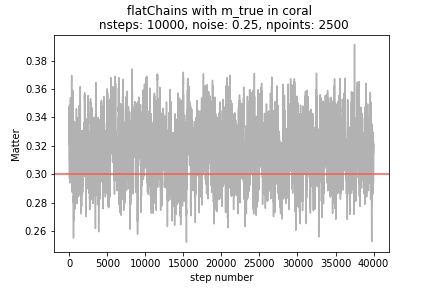 flatChains with m_true in coral
nsteps: 10000, noise: 0.25, npoints: 2500
0.38
0.36
0.34
0.32
0.30
0.28
0.26
Matter
0 5000 10000 15000 20000 25000 30000 35000 40000
step number